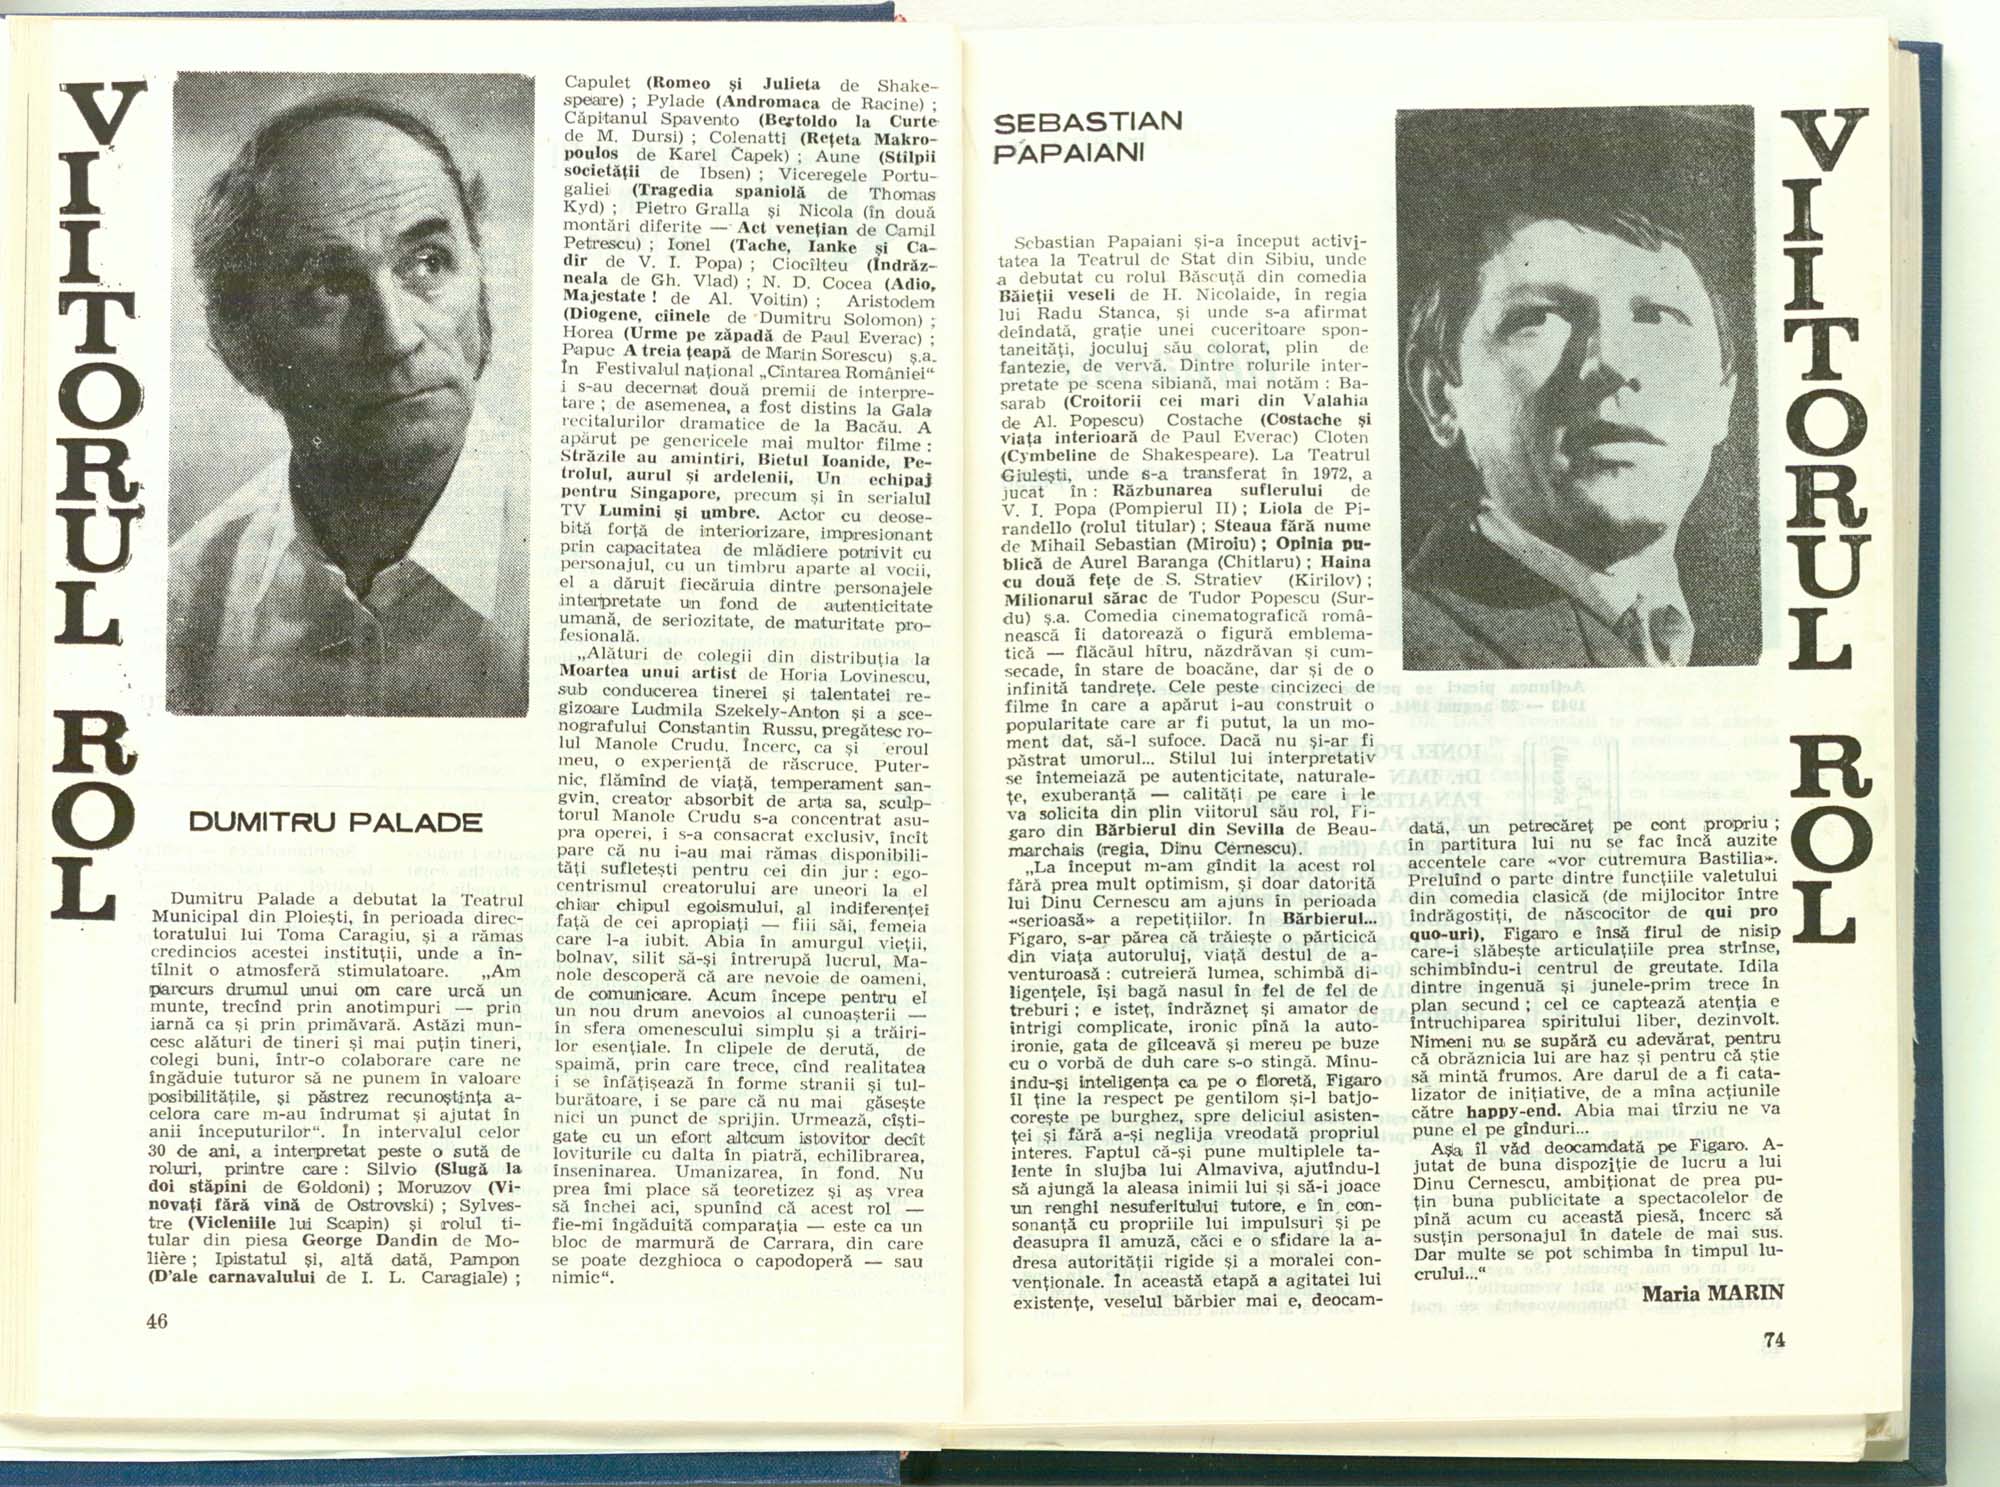 VIITORUL ROL
DUMITRU PALADE
Dumitru Palade a debutat la Teatrul
Municipal din Ploiești, în perioada direc-
toratului lui Toma Caragiu, și a rămas
credincios acestei instituții, unde a în-
tîlnit o atmosferă stimulatoare. „Am
parcurs drumul unui om care urcă un
munte, trecînd prin anotimpuri — prin
iarnă ca și prin primăvară. Astăzi mun-
cesc alături de tineri și mai puțin tineri,
colegi buni, într-o colaborare care ne
îngăduie tuturor să ne punem în valoare
posibilitățile, și păstrez recunoștința a-
celora care m-au îndrumat și ajutat în
anii începuturilor“. În intervalul celor
30 de ani, a interpretat peste o sută de
roluri, printre care : Silvio (Slugă la
doi stăpîni de Goldoni) ; Moruzov (Vi-
novați fără vină de Ostrovski) ; Sylves-
tre (Vicleniile lui Scapin) și rolul ti-
tular din piesa George Dandin de Mo-
lière ; Ipistatul și, altă dată, Pampon
(D'ale carnavalului de I. L. Caragiale) ;
46
Capulet (Romeo și Julieta de Shake-
speare) ; Pylade (Andromaca de Racine) ;
Căpitanul Spavento (Bertoldo la Curte
de M. Dursi) ; Colenatti (Rețeta Makro-
poulos de Karel Čapek) ; Aune (Stîlpii
societății de Ibsen) ; Viceregele Portu-
galiei (Tragedia spaniolă de Thomas
Kyd) ; Pietro Gralla și Nicola (în două
montări diferite — Act venețian de Camil
Petrescu) ; Ionel (Tache, Ianke și Ca-
dîr de V. I. Popa) ; Ciocîlteu (Îndrăz-
neala de Gh. Vlad) ; N. D. Cocea (Adio,
Majestate ! de Al. Voitin) ; Aristodem
(Diogene, cîinele de Dumitru Solomon) ;
Horea (Urme pe zăpadă de Paul Everac) ;
Papuc A treia țeapă de Marin Sorescu) ș.a.
În Festivalul național „Cîntarea României“
i s-au decernat două premii de interpre-
tare ; de asemenea, a fost distins la Gala
recitalurilor dramatice de la Bacău. A
apărut pe genericele mai multor filme :
Străzile au amintiri, Bietul Ioanide, Pe-
trolul, aurul și ardelenii, Un echipaj
pentru Singapore, precum și în serialul
TV Lumini și umbre. Actor cu deose-
bită forță de interiorizare, impresionant
prin capacitatea de mlădiere potrivit cu
personajul, cu un timbru aparte al vocii,
el a dăruit fiecăruia dintre personajele
interpretate un fond de autenticitate
umană, de seriozitate, de maturitate pro-
fesională.
„Alături de colegii din distribuția la
Moartea unui artist de Horia Lovinescu,
sub conducerea tinerei și talentatei re-
gizoare Ludmila Szekely-Anton și a sce-
nografului Constantin Russu, pregătesc ro-
lul Manole Crudu. Încerc, ca și eroul
meu, o experiență de răscruce. Puter-
nic, flămînd de viață, temperament san-
gvin, creator absorbit de arta sa, sculp-
torul Manole Crudu s-a concentrat asu-
pra operei, i s-a consacrat exclusiv, încît
pare că nu i-au mai rămas disponibili-
tăți sufletești pentru cei din jur : ego-
centrismul creatorului are uneori la el
chiar chipul egoismului, al indiferenței
față de cei apropiați — fiii săi, femeia
care l-a iubit. Abia în amurgul vieții,
bolnav, silit să-și întrerupă lucrul, Ma-
nole descoperă că are nevoie de oameni,
de comunicare. Acum începe pentru el
un nou drum anevoios al cunoașterii —
în sfera omenescului simplu și a trăiri-
lor esențiale. În clipele de derută, de
spaimă, prin care trece, cînd realitatea
i se înfățișează în forme stranii și tul-
burătoare, i se pare că nu mai găsește
nici un punct de sprijin. Urmează, cîști-
gate cu un efort altcum istovitor decît
loviturile cu dalta în piatră, echilibrarea,
înseninarea. Umanizarea, în fond. Nu
prea îmi place să teoretizez și aș vrea
să închei aci, spunînd că acest rol —
fie-mi îngăduită comparația — este ca un
bloc de marmură de Carrara, din care
se poate dezghioca o capodoperă — sau
nimic“.
SEBASTIAN
PAPAIANI
Sebastian Papaiani și-a început activi-
tatea la Teatrul de Stat din Sibiu, unde
a debutat cu rolul Băscuță din comedia
Băieții veseli de H. Nicolaide, în regia
lui Radu Stanca, și unde s-a afirmat
deîndată, grație unei cuceritoare spon-
taneități, jocului său colorat, plin de
fantezie, de vervă. Dintre rolurile inter-
pretate pe scena sibiană, mai notăm : Ba-
sarab (Croitorii cei mari din Valahia
de Al. Popescu) Costache (Costache și
viața interioară de Paul Everac) Cloten
(Cymbeline de Shakespeare). La Teatrul
Giulești, unde s-a transferat în 1972, a
jucat în : Răzbunarea suflerului de
V. I. Popa (Pompierul II) ; Liola de Pi-
randello (rolul titular) ; Steaua fără nume
de Mihail Sebastian (Miroiu) ; Opinia pu-
blică de Aurel Baranga (Chitlaru) ; Haina
cu două fețe de S. Stratiev (Kirilov) ;
Milionarul sărac de Tudor Popescu (Sur-
du) ș.a. Comedia cinematografică româ-
nească îi datorează o figură emblema-
tică — flăcăul hîtru, năzdrăvan și cum-
secade, în stare de boacăne, dar și de o
infinită tandrețe. Cele peste cincizeci de
filme în care a apărut i-au construit o
popularitate care ar fi putut, la un mo-
ment dat, să-l sufoce. Dacă nu și-ar fi
păstrat umorul... Stilul lui interpretativ
se întemeiază pe autenticitate, naturale-
țe, exuberanță — calități pe care i le
va solicita din plin viitorul său rol, Fi-
garo din Bărbierul din Sevilla de Beau-
marchais (regia, Dinu Cernescu).
„La început m-am gîndit la acest rol
fără prea mult optimism, și doar datorită
lui Dinu Cernescu am ajuns în perioada
«serioasă» a repetițiilor. În Bărbierul...
Figaro, s-ar părea că trăiește o părticică
din viața autorului, viață destul de a-
venturoasă : cutreieră lumea, schimbă di-
ligențele, își bagă nasul în fel de fel de
treburi ; e isteț, îndrăzneț și amator de
intrigi complicate, ironic pînă la auto-
ironie, gata de gîlceavă și mereu pe buze
cu o vorbă de duh care s-o stingă. Mînu-
indu-și inteligența ca pe o floretă, Figaro
îl ține la respect pe gentilom și-l batjo-
corește pe burghez, spre deliciul asisten-
ței și fără a-și neglija vreodată propriul
interes. Faptul că-și pune multiplele ta-
lente în slujba lui Almaviva, ajutîndu-l
să ajungă la aleasa inimii lui și să-i joace
un renghi nesuferitului tutore, e în con-
sonanță cu propriile lui impulsuri și pe
deasupra îl amuză, căci e o sfidare la a-
dresa autorității rigide și a moralei con-
venționale. În această etapă a agitatei lui
existențe, veselul bărbier mai e, deocam-
dată, un petrecăreț pe cont propriu ;
în partitura lui nu se fac încă auzite
accentele care «vor cutremura Bastilia».
Preluînd o parte dintre funcțiile valetului
din comedia clasică (de mijlocitor între
îndrăgostiți, de născocitor de qui pro
quo-uri), Figaro e însă firul de nisip
care-i slăbește articulațiile prea strînse,
schimbîndu-i centrul de greutate. Idila
dintre ingenuă și junele-prim trece în
plan secund ; cel ce captează atenția e
întruchiparea spiritului liber, dezinvolt.
Nimeni nu se supără cu adevărat, pentru
că obrăznicia lui are haz și pentru că știe
să mintă frumos. Are darul de a fi cata-
lizator de inițiative, de a mîna acțiunile
către happy-end. Abia mai tîrziu ne va
pune el pe gînduri...
Așa îl văd deocamdată pe Figaro. A-
jutat de buna dispoziție de lucru a lui
Dinu Cernescu, ambiționat de prea pu-
țin buna publicitate a spectacolelor de
pînă acum cu această piesă, încerc să
susțin personajul în datele de mai sus.
Dar multe se pot schimba în timpul lu-
crului...“
Maria MARIN
74
VIITORUL ROL